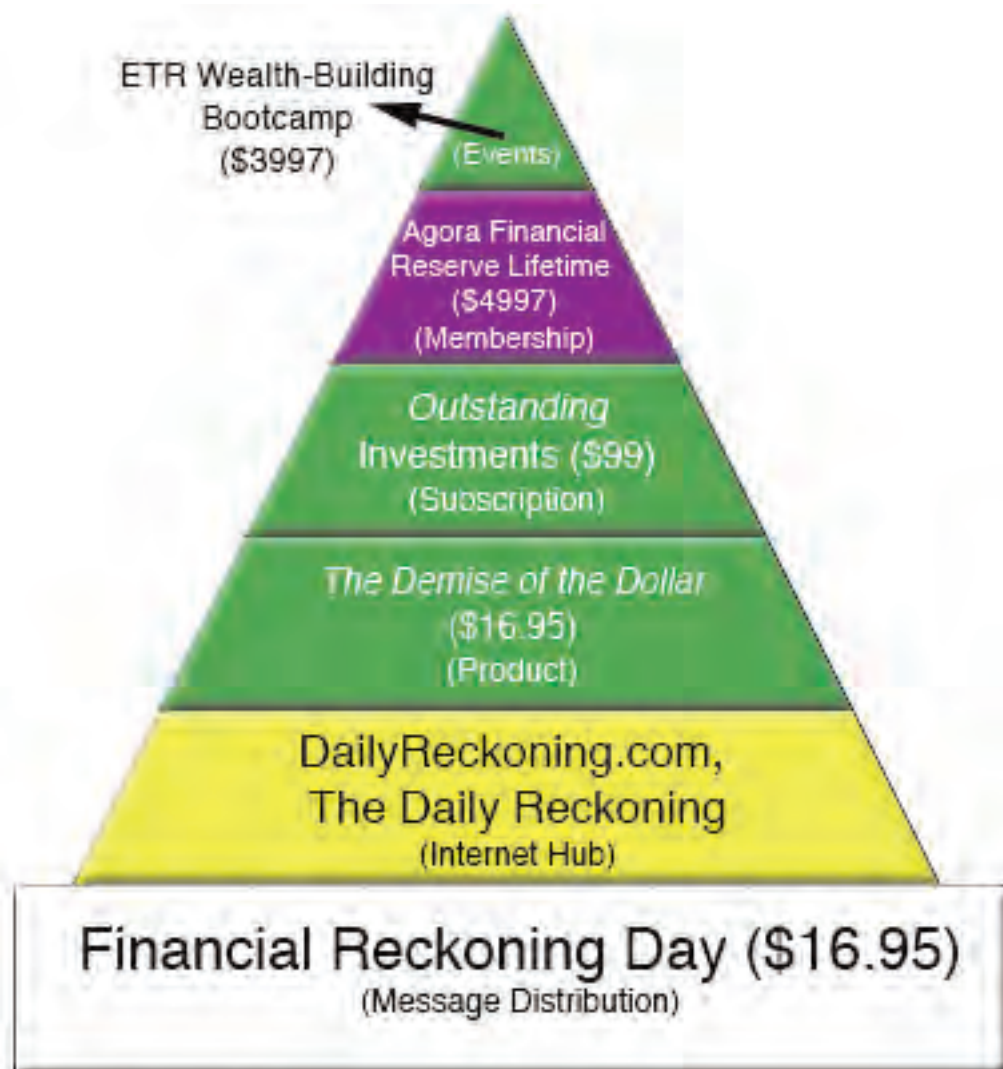 ETR Wealth-Building
Bootcamp
($3997)
(Events)
Agora Financial
Reserve Lifetime
($4997)
(Membership)
Outstanding
Investments ($99)
(Subscription)
The Demise of the Dollar
($16.95)
(Product)
DailyReckoning.com,
The Daily Reckoning
(Internet Hub)
Financial Reckoning Day ($16.95)
(Message Distribution)